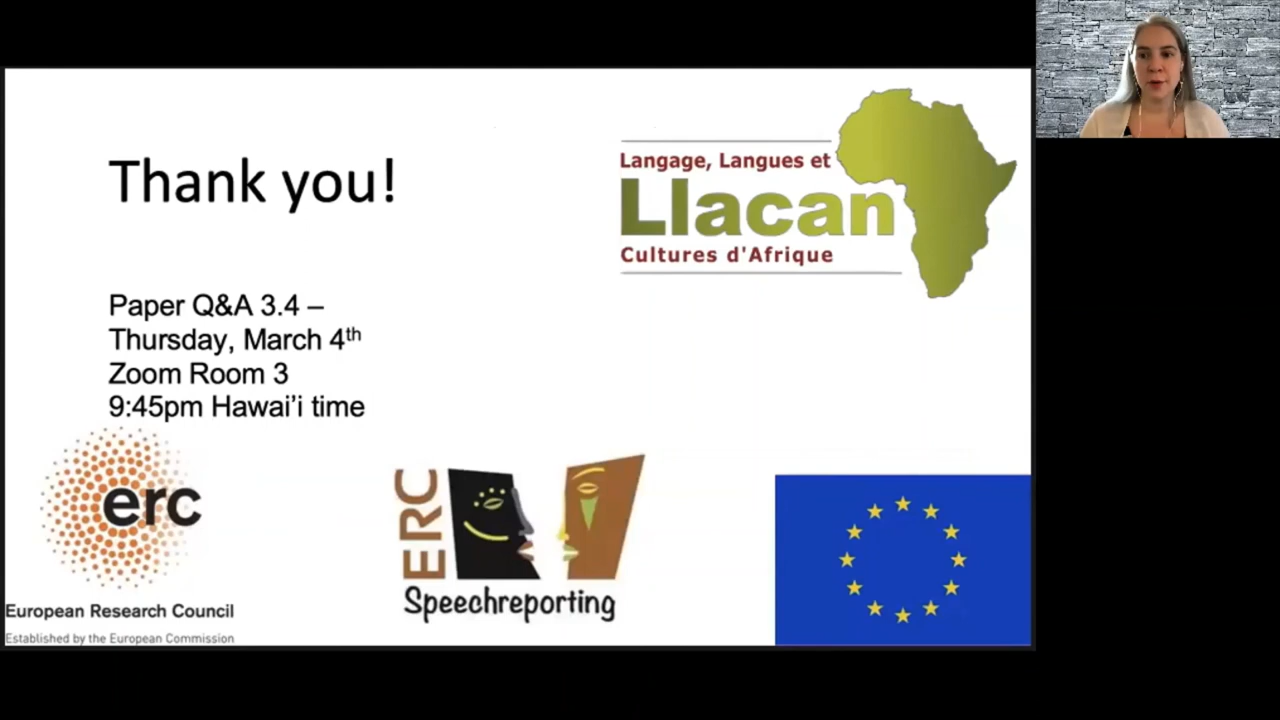 Thank you!
Langage, Langues et
Llacan
Cultures d'Afrique
Paper Q&A 3.4 –
Thursday, March 4th
Zoom Room 3
9:45pm Hawai’i time
erc
European Research Council
Established by the European Commission
ERC
Speechreporting